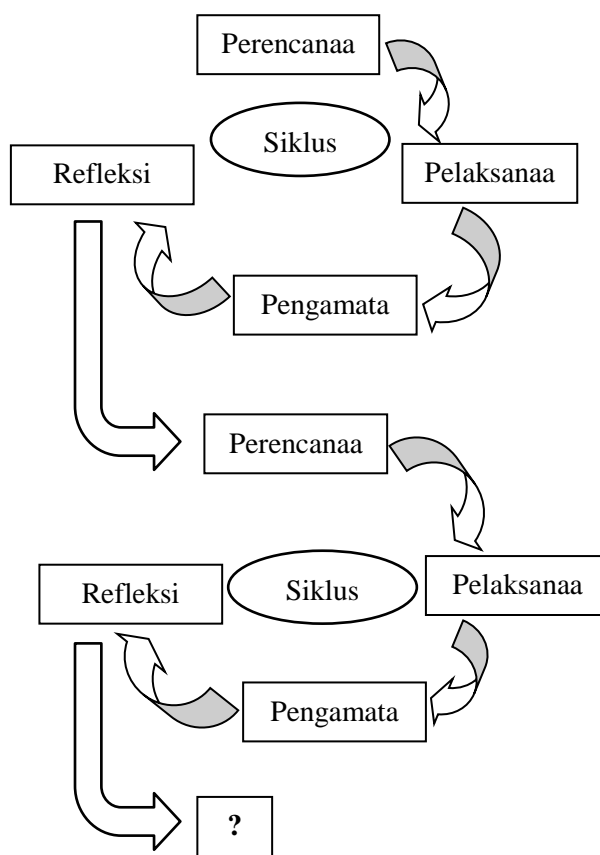 Perencanaa
Siklus
Refleksi
Pelaksanaa
Pengamata
Perencanaa
Refleksi
Siklus
Pelaksanaa
Pengamata
?